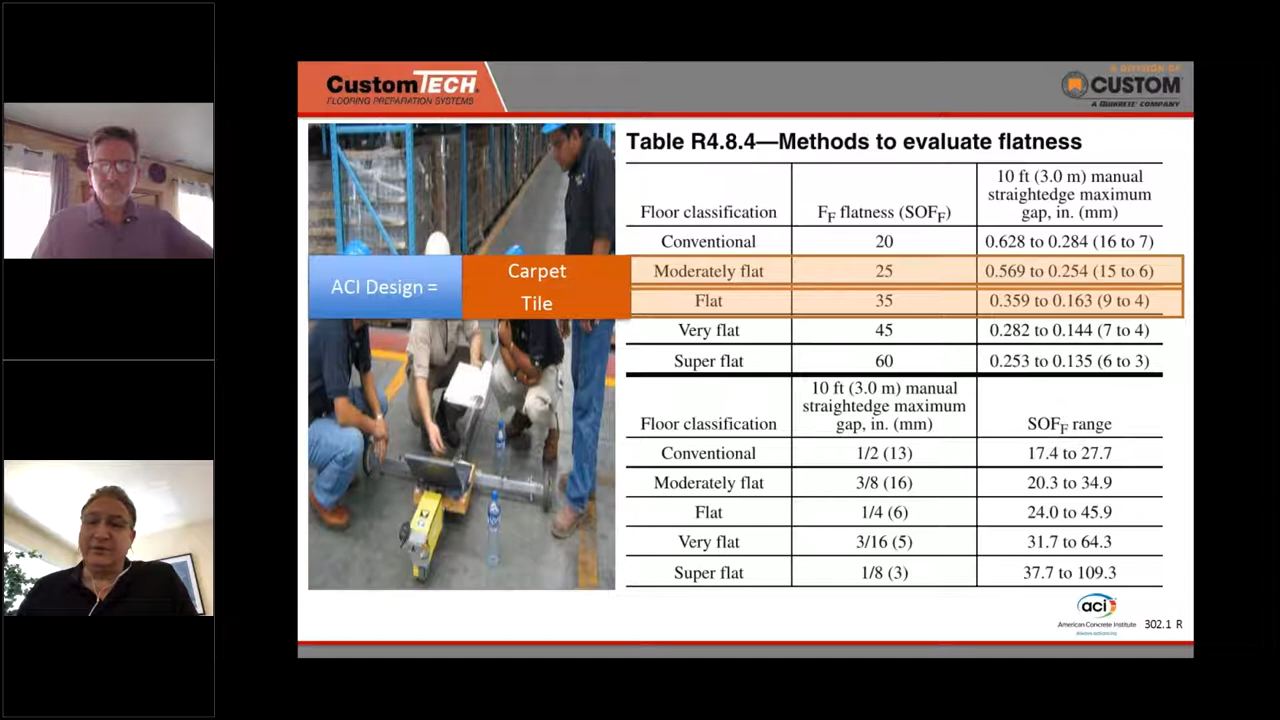 CUSTOMTECH®
FLOORING PREPARATION SYSTEMS
A DIVISION OF
CUSTOM
A QUIKRETE® COMPANY
Table R4.8.4—Methods to evaluate flatness
Floor classification
FF flatness (SOFF)
10 ft (3.0 m) manual
straightedge maximum
gap, in. (mm)
Conventional 20 0.628 to 0.284 (16 to 7)
ACI Design =
Carpet
Tile
Moderately flat 25 0.569 to 0.254 (15 to 6)
Flat 35 0.359 to 0.163 (9 to 4)
Very flat 45 0.282 to 0.144 (7 to 4)
Super flat 60 0.253 to 0.135 (6 to 3)
Floor classification
10 ft (3.0 m) manual
straightedge maximum
gap, in. (mm)
SOFF range
Conventional 1/2 (13) 17.4 to 27.7
Moderately flat 3/8 (16) 20.3 to 34.9
Flat 1/4 (6) 24.0 to 45.9
Very flat 3/16 (5) 31.7 to 64.3
Super flat 1/8 (3) 37.7 to 109.3
aci
American Concrete Institute
Always advancing
302.1 R